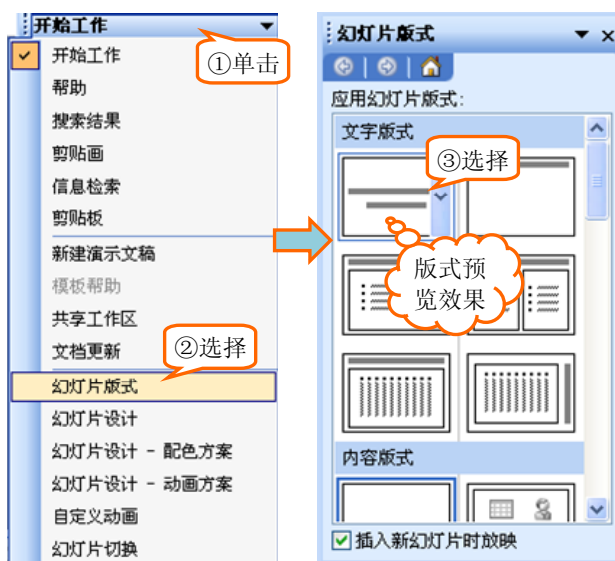 开始工作
①单击
开始工作
帮助
搜索结果
剪贴画
信息检索
剪贴板
新建演示文稿
模板帮助
共享工作区
文档更新
②选择
幻灯片版式
幻灯片设计
幻灯片设计 - 配色方案
幻灯片设计 - 动画方案
自定义动画
幻灯片切换
幻灯片版式
应用幻灯片版式:
文字版式
③选择
版式预
览效果
内容版式
插入新幻灯片时放映